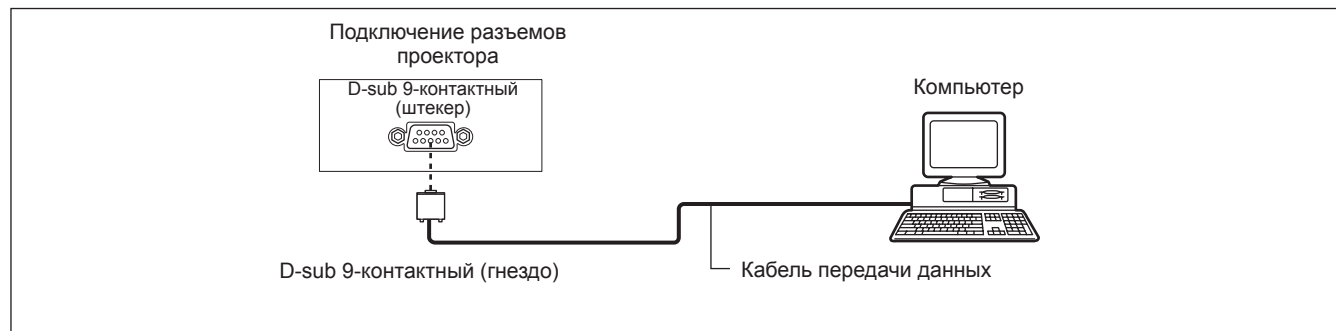 Подключение разъемов
проектора
D-sub 9-контактный
(штекер)
Компьютер
D-sub 9-контактный (гнездо)
Кабель передачи данных